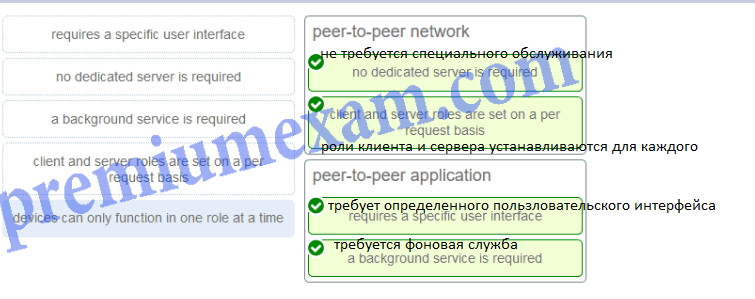 requires a specific user interface
no dedicated server is required
a background service is required
client and server roles are set on a per
request basis
devices can only function in one role at a time
peer-to-peer network
не требуется специального обслуживания
no dedicated server is required
client and server roles are set on a per
request basis
роли клиента и сервера устанавливаются для каждого
peer-to-peer application
требует определенного пользовательского интерфейса
requires a specific user interface
требуется фоновая служба
a background service is required
premiumexam.com